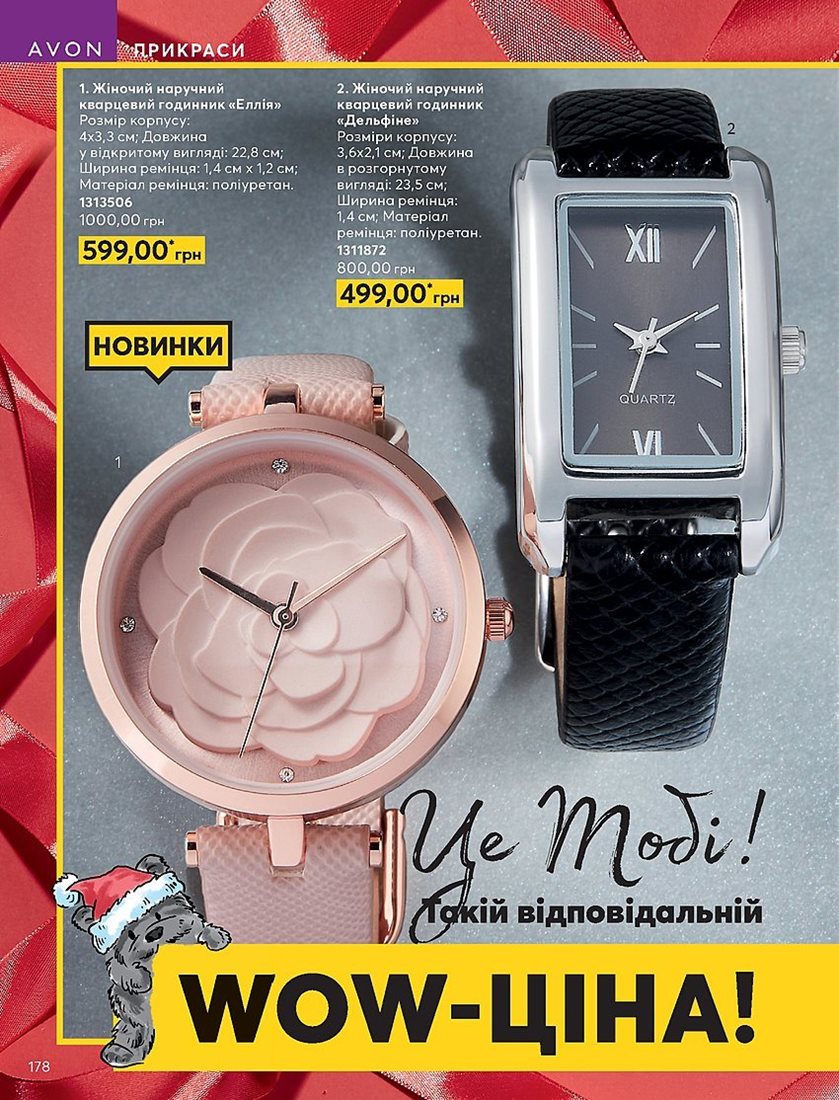 AVON
ПРИКРАСИ
1. Жіночий наручний
кварцевий годинник «Еллія»
Розмір корпусу:
4х3,3 см; Довжина
у відкритому вигляді: 22,8 см;
Ширина ремінця: 1,4 см х 1,2 см;
Матеріал ремінця: поліуретан.
1313506
1000,00 грн
599,00* грн
2. Жіночий наручний
кварцевий годинник
«Дельфіне»
Розміри корпусу:
3,6х2,1 см; Довжина
в розгорнутому
вигляді: 23,5 см;
Ширина ремінця:
1,4 см; Матеріал
ремінця: поліуретан.
1311872
800,00 грн
499,00* грн
2
XII
QUARTZ
VI
НОВИНКИ
1
Це Тобі!
Такій відповідальній
WOW-ЦІНА!
178